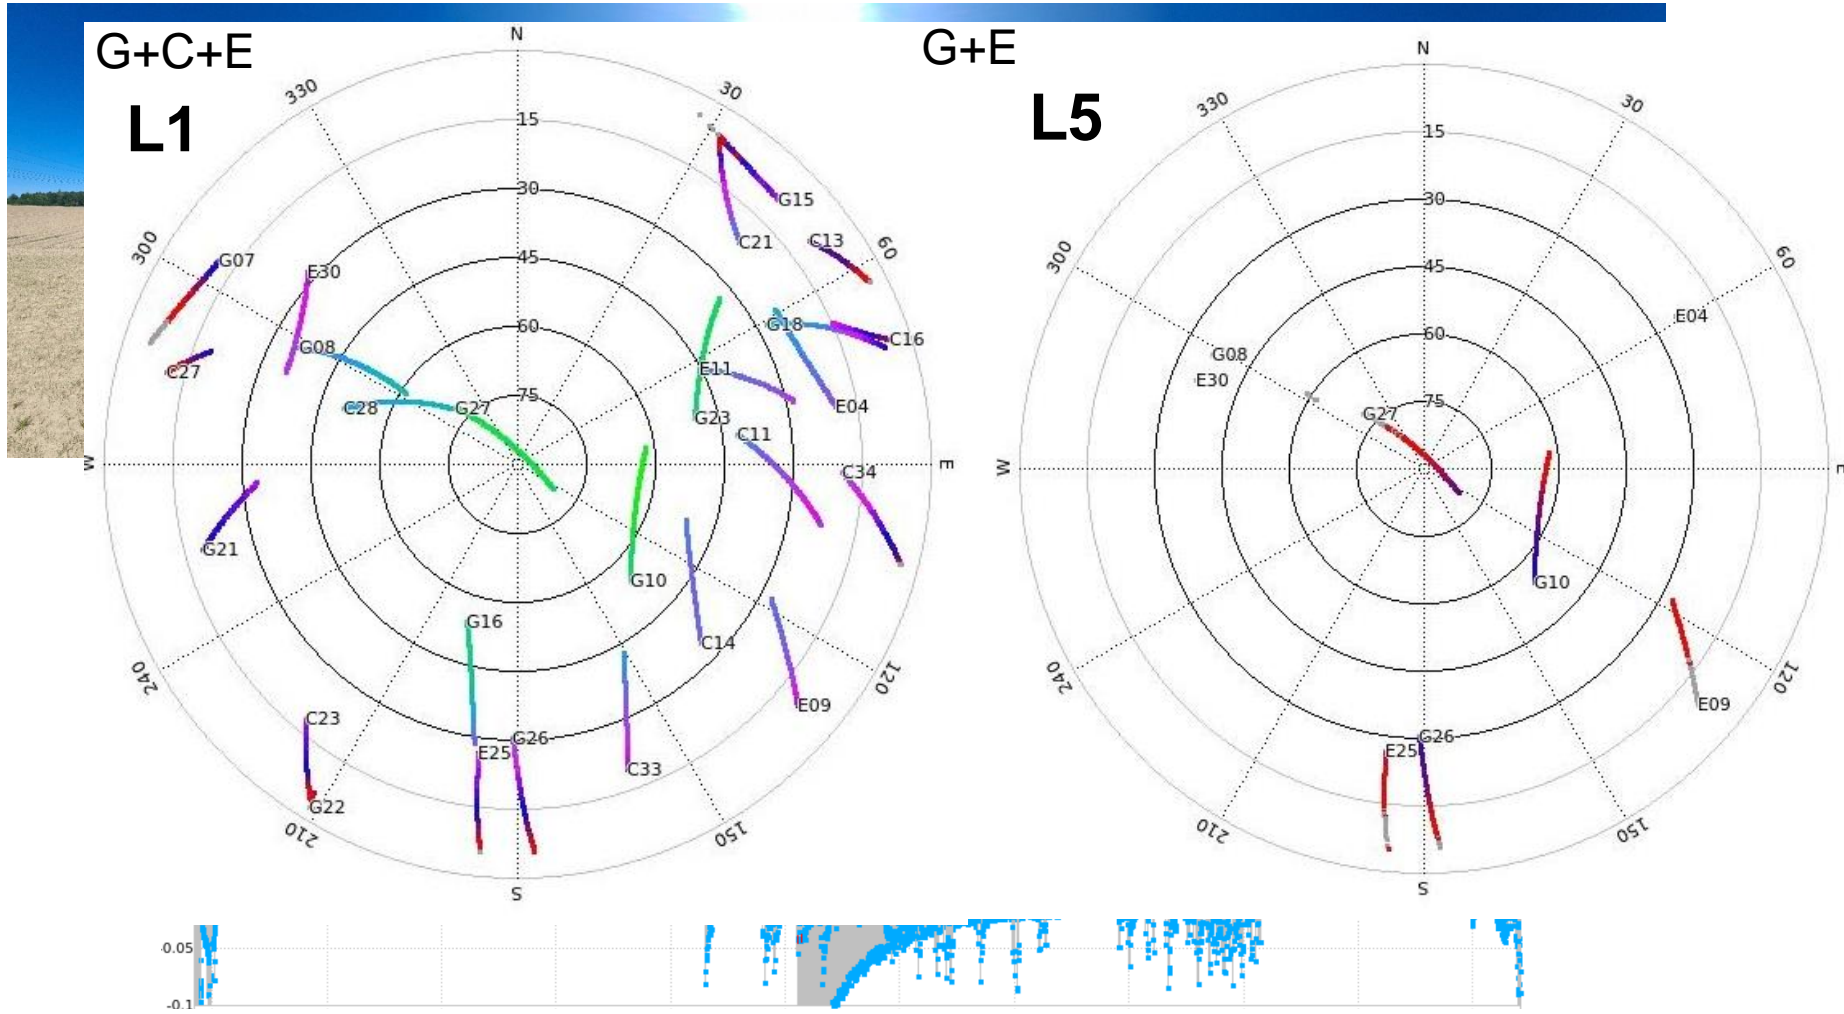 G+C+E
L1
N
30
60
E
120
150
S
210
240
W
300
330
15
30
45
60
75
G15
C21
C13
G07
E30
G18
C16
G08
C27
E11
E04
C28
G27
G23
C11
C34
G21
G10
G16
C14
C23
E09
E25
G26
C33
G22
G+E
L5
N
30
60
E
120
150
S
210
240
W
300
330
15
30
45
60
75
E04
G08
E30
G27
G10
E09
E25
G26
-0.05
-0.1